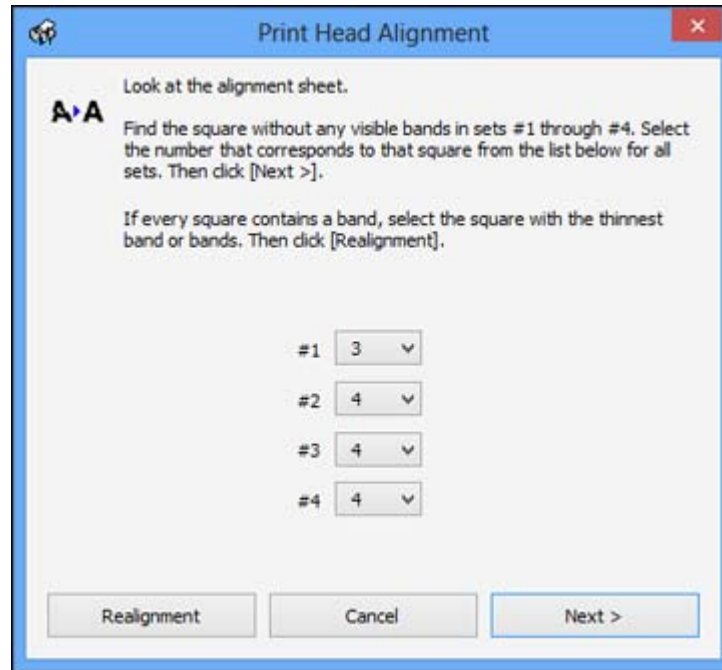 Print Head Alignment
Look at the alignment sheet.
A A
Find the square without any visible bands in sets #1 through #4. Select
the number that corresponds to that square from the list below for all
sets. Then click [Next >].
If every square contains a band, select the square with the thinnest
band or bands. Then click [Realignment].
#1 3
#2 4
#3 4
#4 4
Realignment Cancel Next >